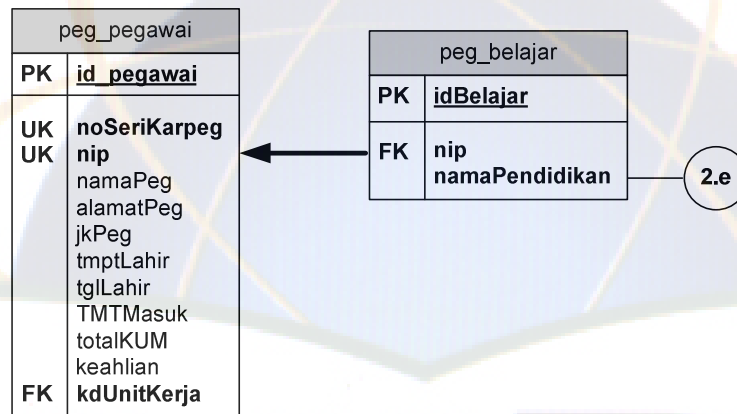 peg_pegawai
PK id_pegawai
UK noSeriKarpeg
UK nip
namaPeg
alamatPeg
jkPeg
tmptLahir
tglLahir
TMTMasuk
totalKUM
keahlian
FK kdUnitKerja
peg_belajar
PK idBelajar
FK nip
namaPendidikan
2.e